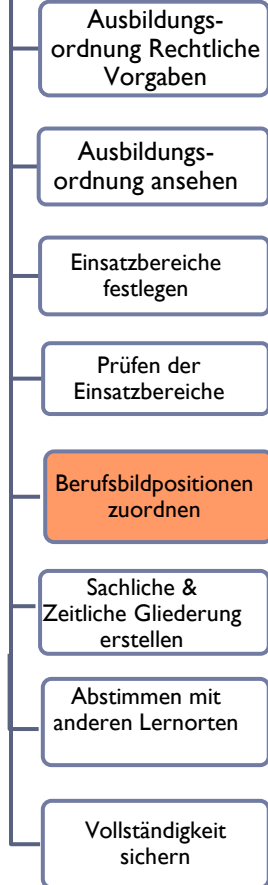 Ausbildungs-
ordnung Rechtliche
Vorgaben
Ausbildungs-
ordnung ansehen
Einsatzbereiche
festlegen
Prüfen der
Einsatzbereiche
Berufsbildpositionen
zuordnen
Sachliche &
Zeitliche Gliederung
erstellen
Abstimmen mit
anderen Lernorten
Vollständigkeit
sichern